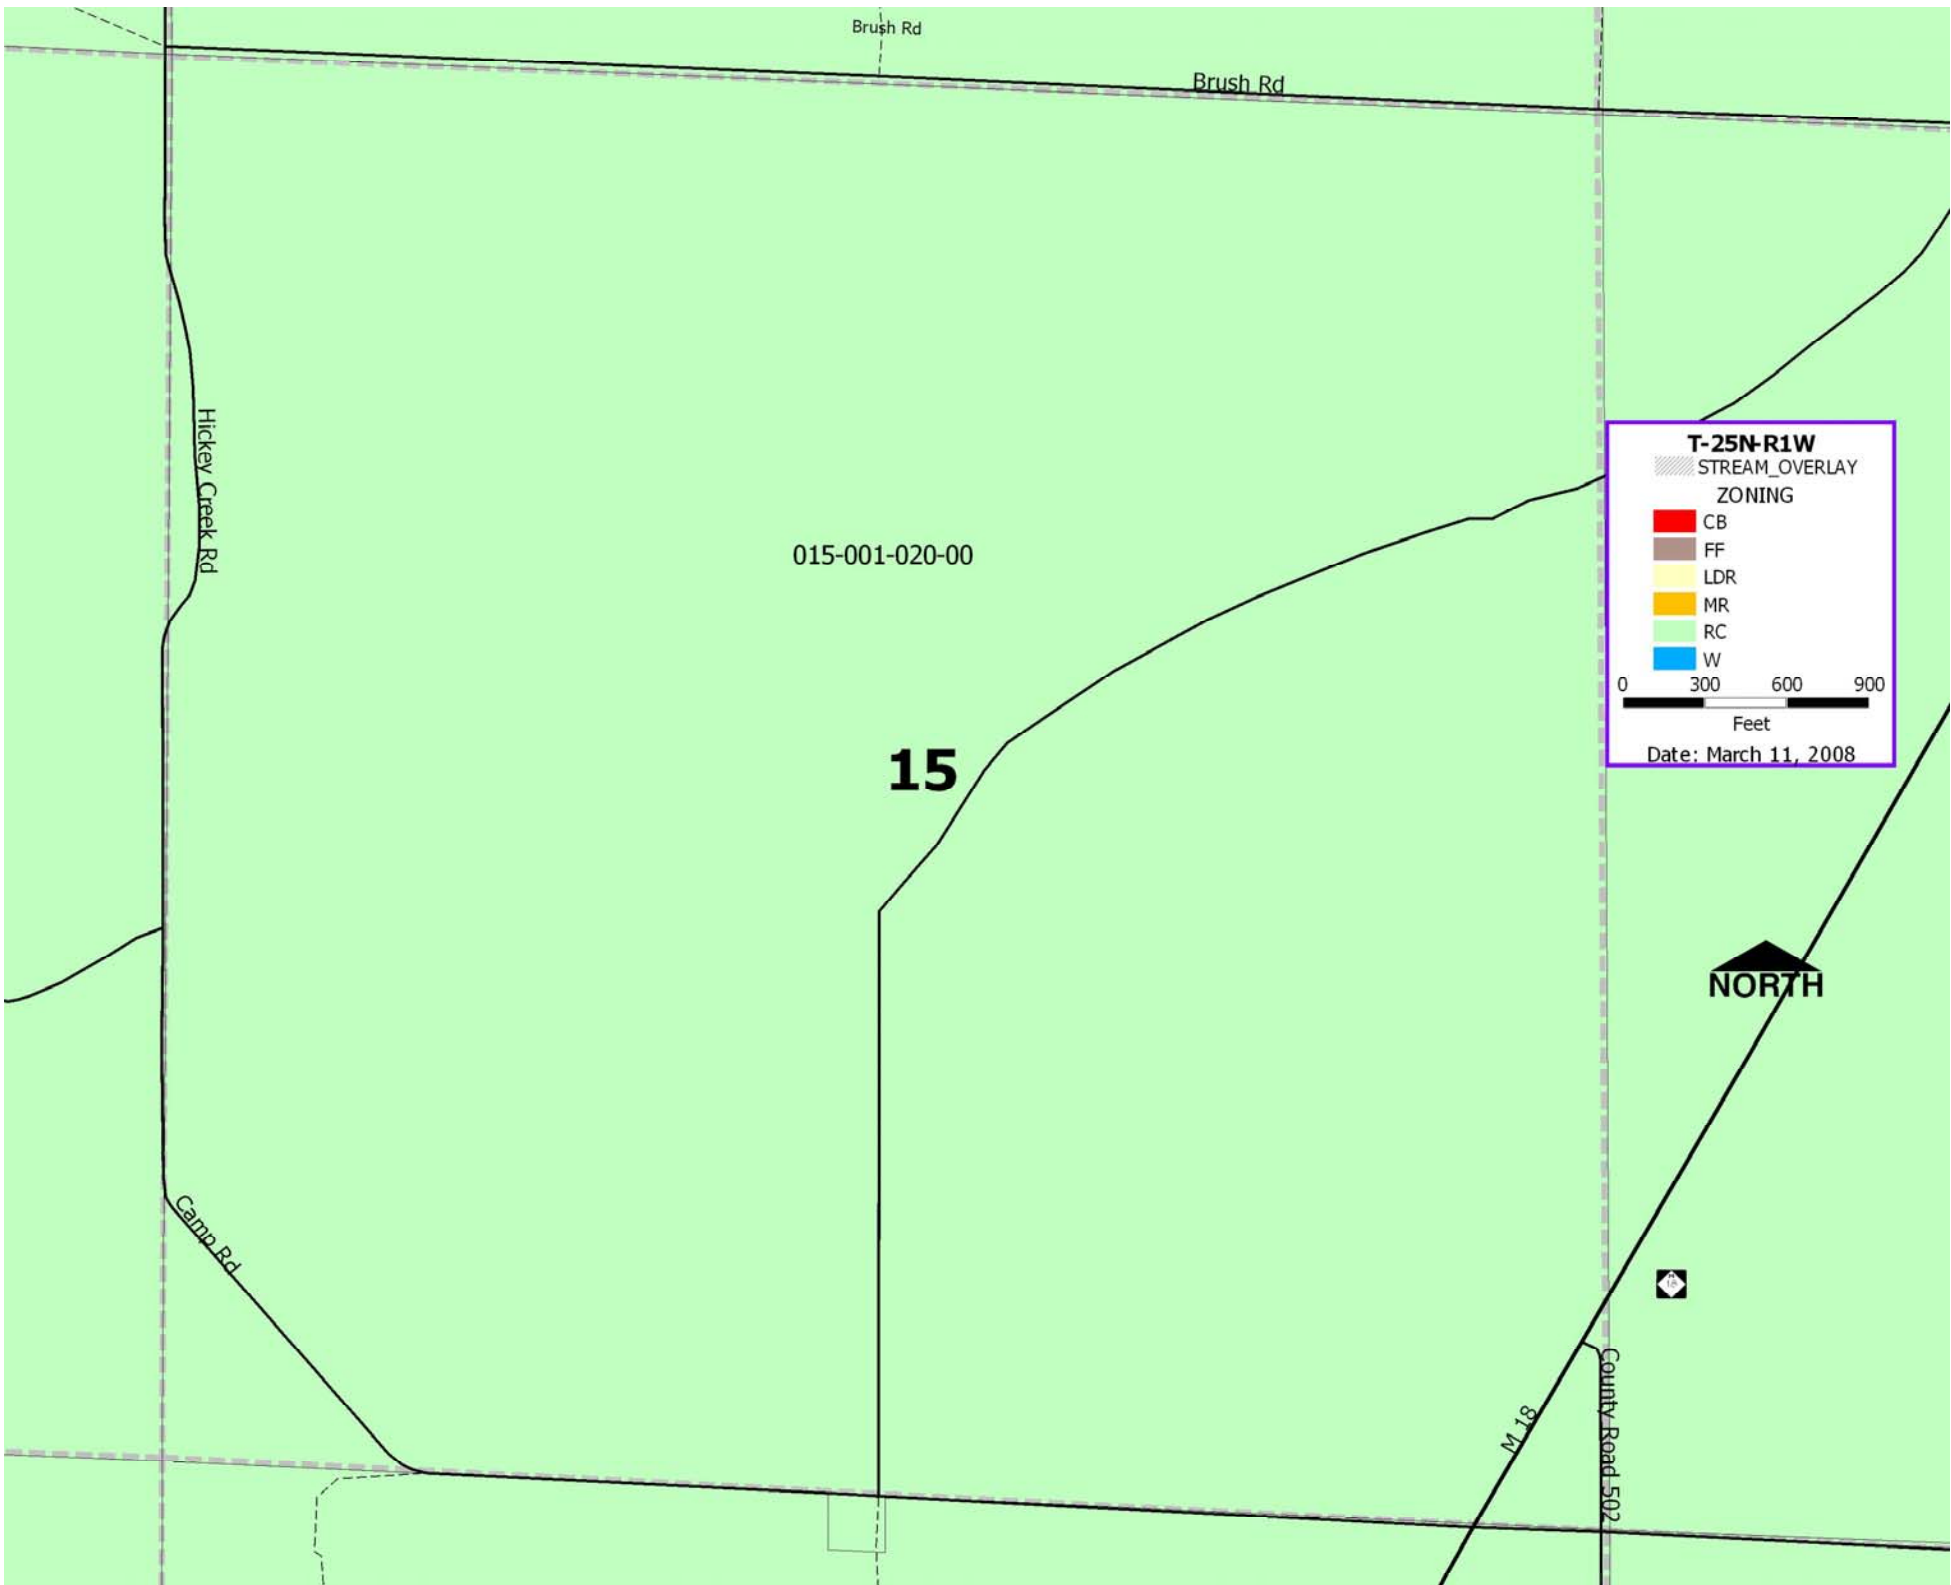 Brush Rd
Brush Rd
Hickey Creek Rd
015-001-020-00
T-25N-R1W
STREAM_OVERLAY
ZONING
CB
FF
LDR
MR
RC
W
0 300 600 900
Feet
Date: March 11, 2008
15
NORTH
Camp Rd
M 18
County Road 502